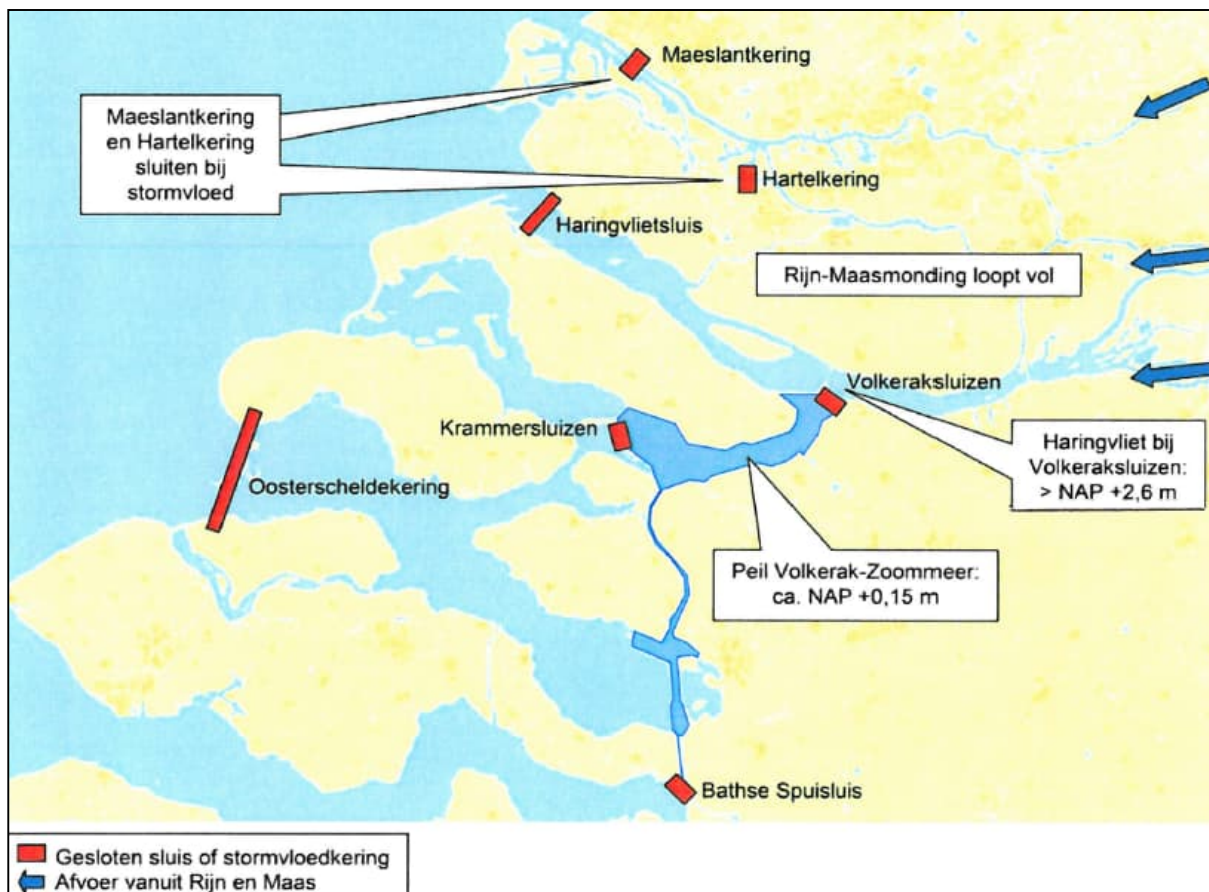 Maeslantkering
Maeslantkering
en Hartelkering
sluiten bij
stormvloed
Hartelkering
Haringvlietsluis
Rijn-Maasmonding loopt vol
Volkeraksluizen
Krammersluizen
Haringvliet bij
Volkeraksluizen:
> NAP +2,6 m
Oosterscheldekering
Peil Volkerak-Zoommeer:
ca. NAP +0,15 m
Bathse Spuisluis
Gesloten sluis of stormvloedkering
Afvoer vanuit Rijn en Maas